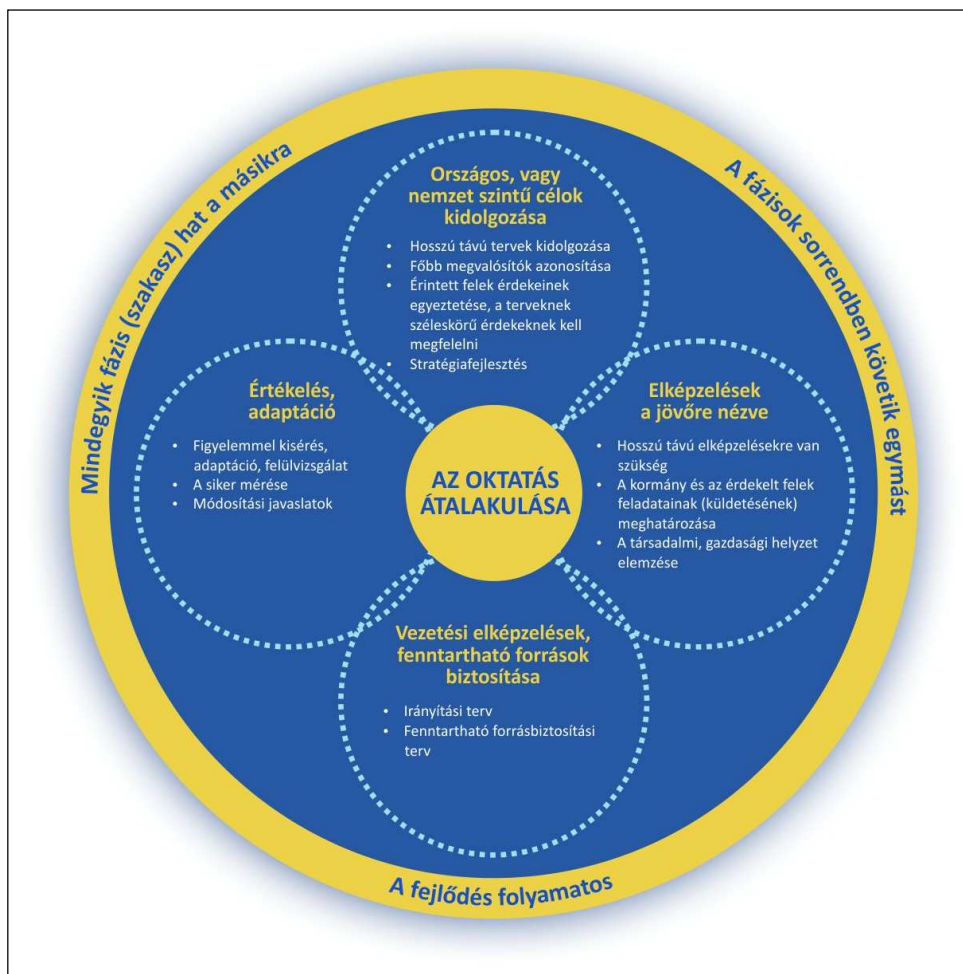 Mindegyik fázis (szakasz) hat a másikra
A fázisok sorrendben követik egymást
Országos, vagy
nemzet szintű célok
kidolgozása
• Hosszú távú tervek kidolgozása
• Főbb megvalósítók azonosítása
• Érintett felek érdekeinek
egyeztetése, a terveknek
széleskörű érdekeknek kell
megfelelni
• Stratégiafejlesztés
Értékelés,
adaptáció
• Figyelemmel kisérés,
adaptáció, felülvizsgálat
• A siker mérése
• Módosítási javaslatok
AZ OKTATÁS
ÁTALAKULÁSA
Elképzelések
a jövőre nézve
• Hosszú távú elképzelésekre van
szükség
• A kormány és az érdekelt felek
feladatainak (küldetésének)
meghatározása
• A társadalmi, gazdasági helyzet
elemzése
Vezetési elképzelések,
fenntartható források
biztosítása
• Irányítási terv
• Fenntartható forrásbiztosítási
terv
A fejlődés folyamatos